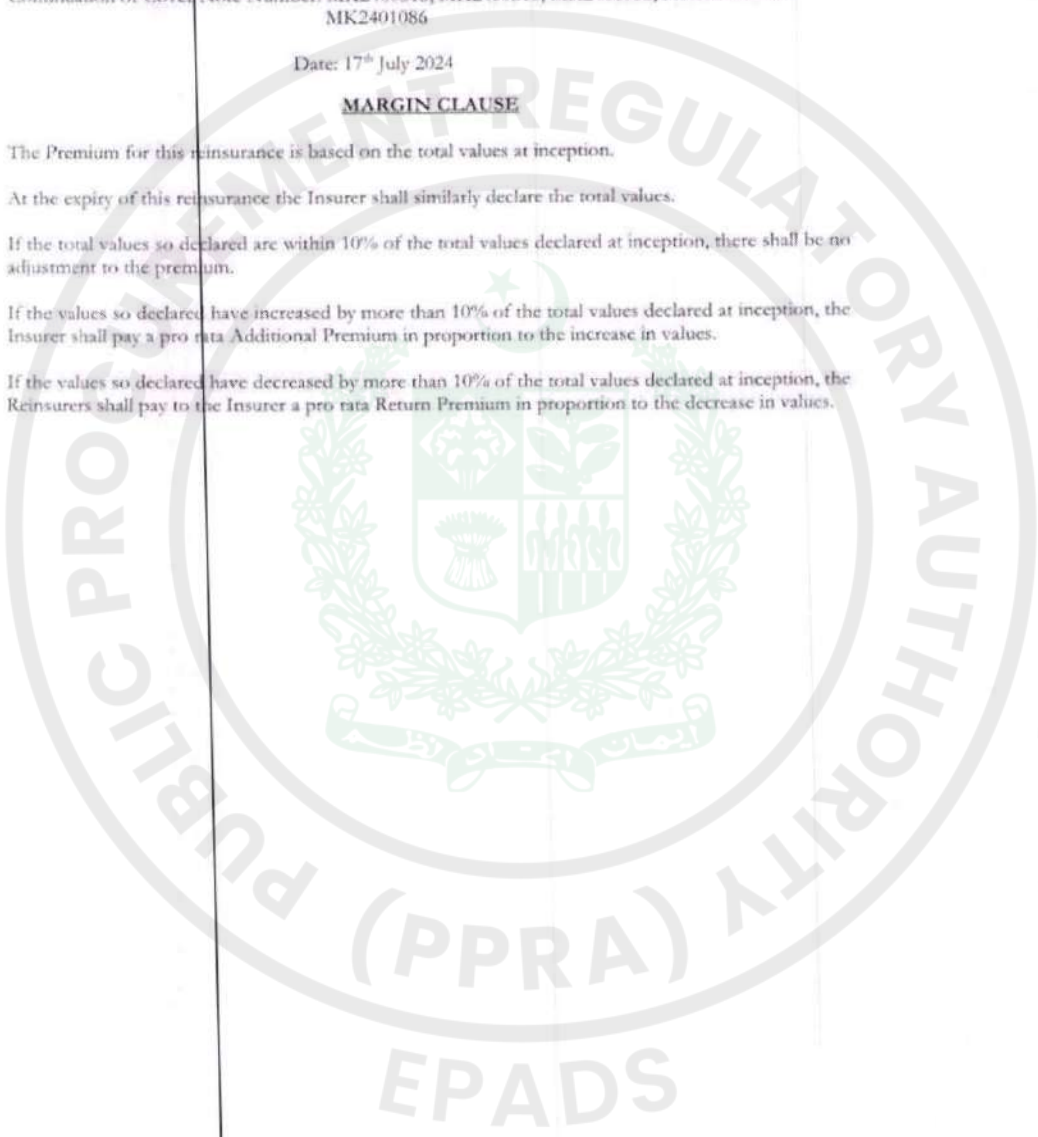 MK2401086
Date: 17th July 2024
MARGIN CLAUSE
The Premium for this reinsurance is based on the total values at inception.
At the expiry of this reinsurance the Insurer shall similarly declare the total values.
If the total values so declared are within 10% of the total values declared at inception, there shall be no
adjustment to the premium.
If the values so declared have increased by more than 10% of the total values declared at inception, the
Insurer shall pay a pro rata Additional Premium in proportion to the increase in values.
If the values so declared have decreased by more than 10% of the total values declared at inception, the
Reinsurers shall pay to the Insurer a pro rata Return Premium in proportion to the decrease in values.
PUBLIC PROCUREMENT REGULATORY AUTHORITY
(PPRA)
ایمان اتحاد نظم
EPADS